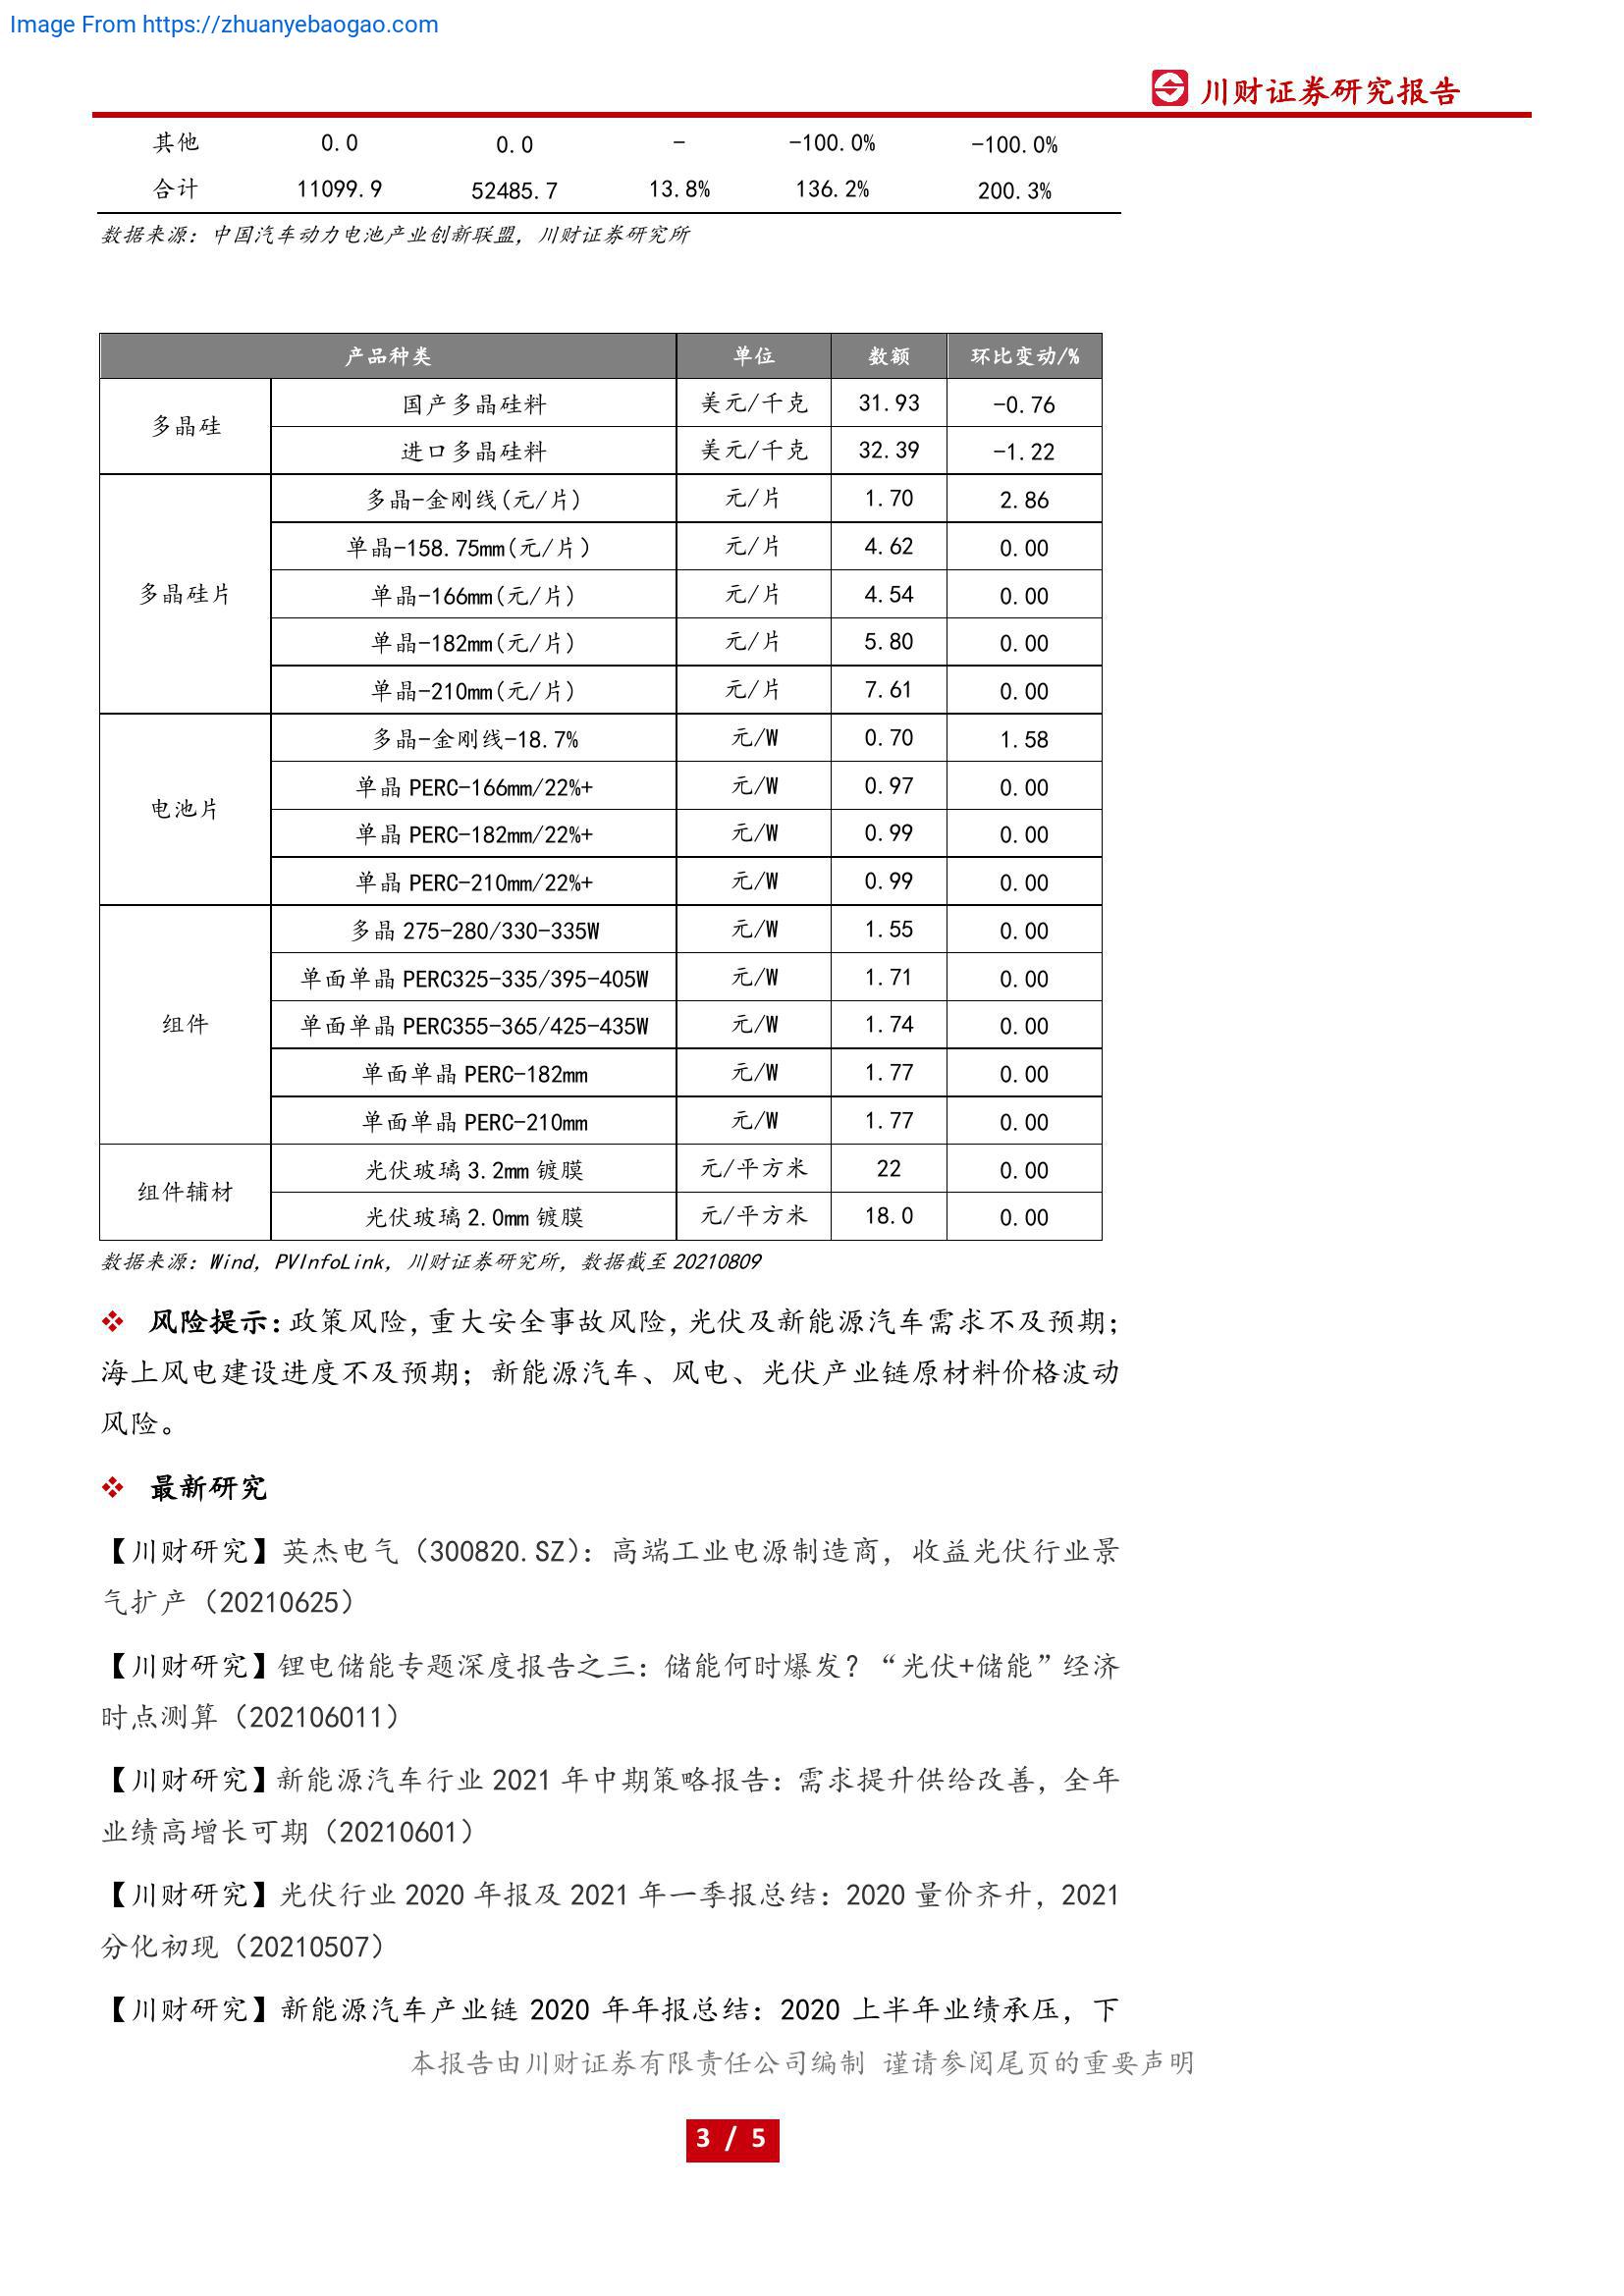 Image From https://zhuanyebaogao.com
川财证券研究报告
其他 0.0 0.0 - -100.0% -100.0%
合计 11099.9 52485.7 13.8% 136.2% 200.3%
数据来源：中国汽车动力电池产业创新联盟，川财证券研究所
产品种类 单位 数额 环比变动/%
多晶硅 国产多晶硅料 美元/千克 31.93 -0.76
进口多晶硅料 美元/千克 32.39 -1.22
多晶硅片 多晶-金刚线(元/片) 元/片 1.70 2.86
单晶-158.75mm(元/片) 元/片 4.62 0.00
单晶-166mm(元/片) 元/片 4.54 0.00
单晶-182mm(元/片) 元/片 5.80 0.00
单晶-210mm(元/片) 元/片 7.61 0.00
电池片 多晶-金刚线-18.7% 元/W 0.70 1.58
单晶 PERC-166mm/22%+ 元/W 0.97 0.00
单晶 PERC-182mm/22%+ 元/W 0.99 0.00
单晶 PERC-210mm/22%+ 元/W 0.99 0.00
组件 多晶 275-280/330-335W 元/W 1.55 0.00
单面单晶 PERC325-335/395-405W 元/W 1.71 0.00
单面单晶 PERC355-365/425-435W 元/W 1.74 0.00
单面单晶 PERC-182mm 元/W 1.77 0.00
单面单晶 PERC-210mm 元/W 1.77 0.00
组件辅材 光伏玻璃 3.2mm 镀膜 元/平方米 22 0.00
光伏玻璃 2.0mm 镀膜 元/平方米 18.0 0.00
数据来源：Wind，PVInfoLink，川财证券研究所，数据截至 20210809
❖ 风险提示：政策风险，重大安全事故风险，光伏及新能源汽车需求不及预期；
海上风电建设进度不及预期；新能源汽车、风电、光伏产业链原材料价格波动
风险。
❖ 最新研究
【川财研究】英杰电气（300820.SZ）：高端工业电源制造商，收益光伏行业景
气扩产（20210625）
【川财研究】锂电储能专题深度报告之三：储能何时爆发？“光伏+储能”经济
时点测算（202106011）
【川财研究】新能源汽车行业 2021 年中期策略报告：需求提升供给改善，全年
业绩高增长可期（20210601）
【川财研究】光伏行业 2020 年报及 2021 年一季报总结：2020 量价齐升，2021
分化初现（20210507）
【川财研究】新能源汽车产业链 2020 年年报总结：2020 上半年业绩承压，下
本报告由川财证券有限责任公司编制 谨请参阅尾页的重要声明
3 / 5